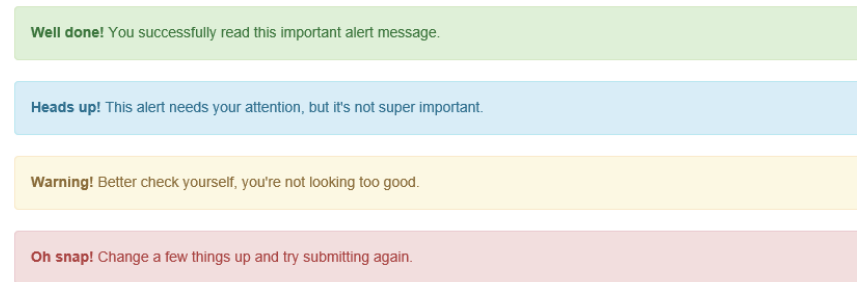 Well done! You successfully read this important alert message.
Heads up! This alert needs your attention, but it's not super important.
Warning! Better check yourself, you're not looking too good.
Oh snap! Change a few things up and try submitting again.